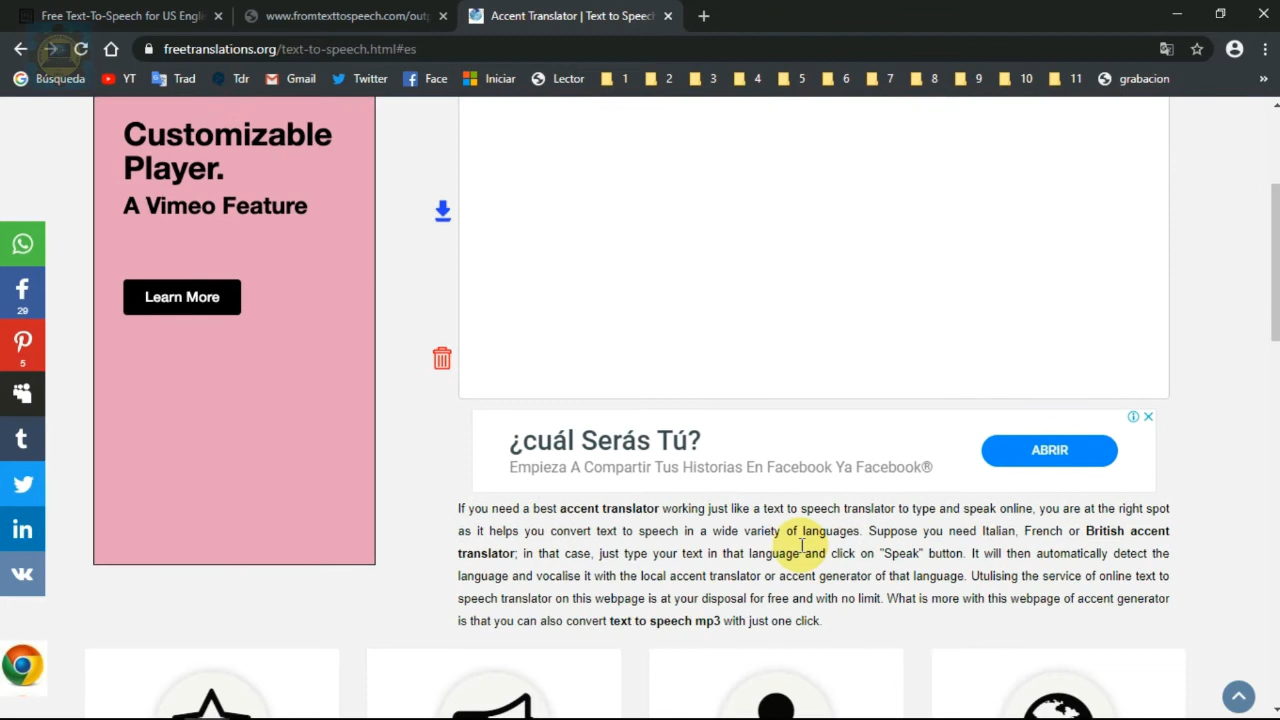 Free Text-To-Speech for US Engli
www.fromtexttospeech.com/outp
Accent Translator | Text to Speech
freetranslations.org/text-to-speech.html#es
Búsqueda YT Trad Tdr Gmail Twitter Face Iniciar Lector 1 2 3 4 5 6 7 8 9 10 11 grabacion »
Customizable
Player.
A Vimeo Feature
Learn More
29
5
¿cuál Serás Tú?
Empieza A Compartir Tus Historias En Facebook Ya Facebook®
ABRIR
If you need a best accent translator working just like a text to speech translator to type and speak online, you are at the right spot
as it helps you convert text to speech in a wide variety of languages. Suppose you need Italian, French or British accent
translator; in that case, just type your text in that language and click on "Speak" button. It will then automatically detect the
language and vocalise it with the local accent translator or accent generator of that language. Utulising the service of online text to
speech translator on this webpage is at your disposal for free and with no limit. What is more with this webpage of accent generator
is that you can also convert text to speech mp3 with just one click.